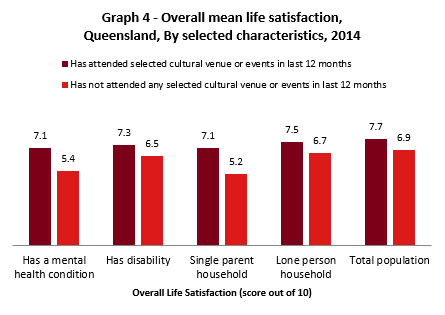 Graph 4 - Overall mean life satisfaction,
Queensland, By selected characteristics, 2014
Has attended selected cultural venue or events in last 12 months
Has not attended any selected cultural venue or events in last 12 months
7.1 5.4 7.3 6.5 7.1 5.2 7.5 6.7 7.7 6.9
Has a mental health condition
Has disability
Single parent household
Lone person household
Total population
Overall Life Satisfaction (score out of 10)